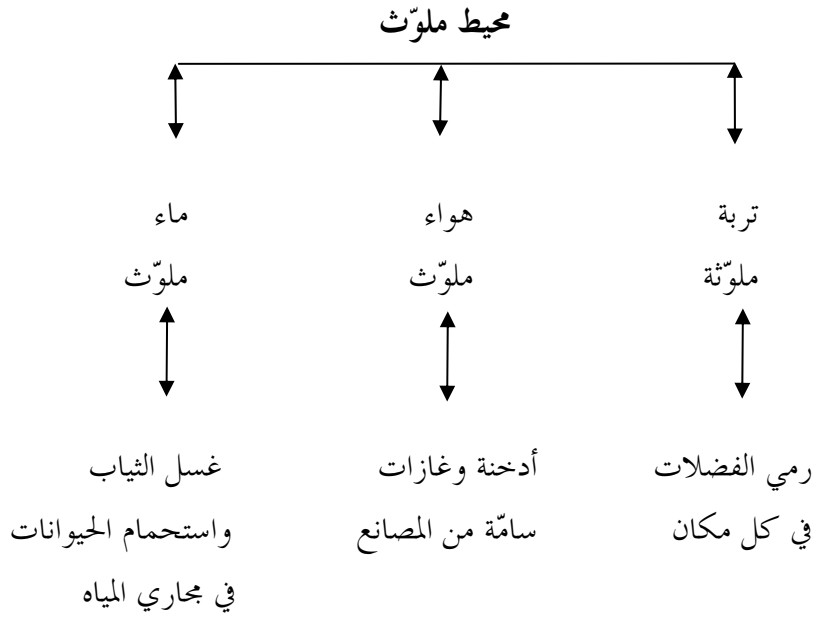 محيط ملوّث
تربة
ملوّثة
هواء
ملوّث
ماء
ملوّث
رمي الفضلات
في كل مكان
أدخنة وغازات
سامّة من المصانع
غسل الثياب
واستحمام الحيوانات
في مجاري المياه